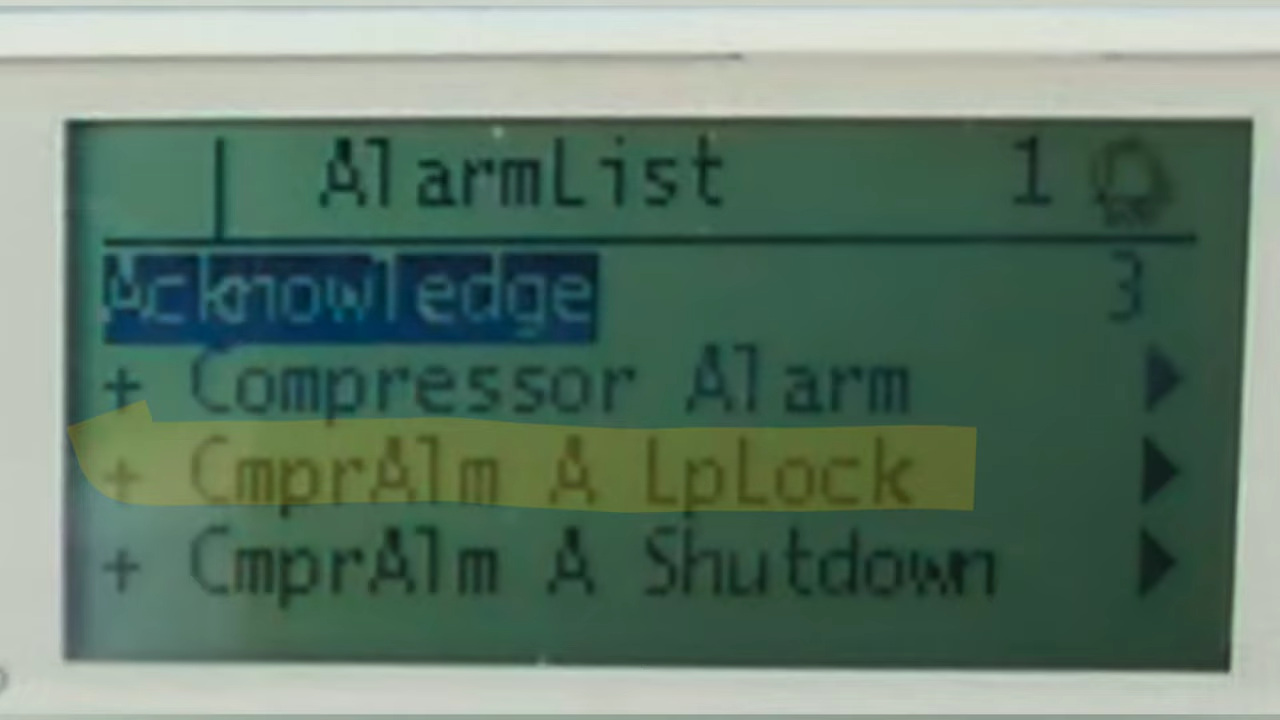 AlarmList 1
Acknowledge 3
+ Compressor Alarm
+ CmprAlm A LpLock
+ CmprAlm A Shutdown